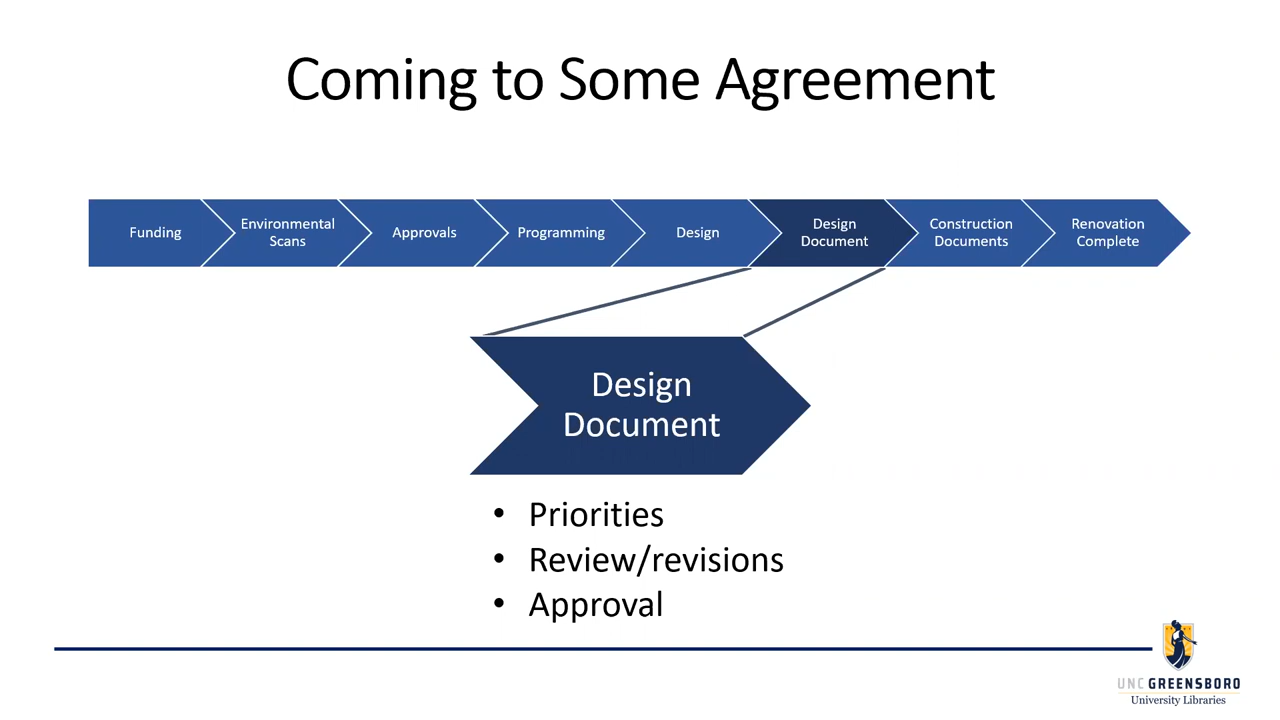 Coming to Some Agreement
Funding
Environmental
Scans
Approvals
Programming
Design
Design
Document
Construction
Documents
Renovation
Complete
Design
Document
• Priorities
• Review/revisions
• Approval
UNC GREENSBORO
University Libraries